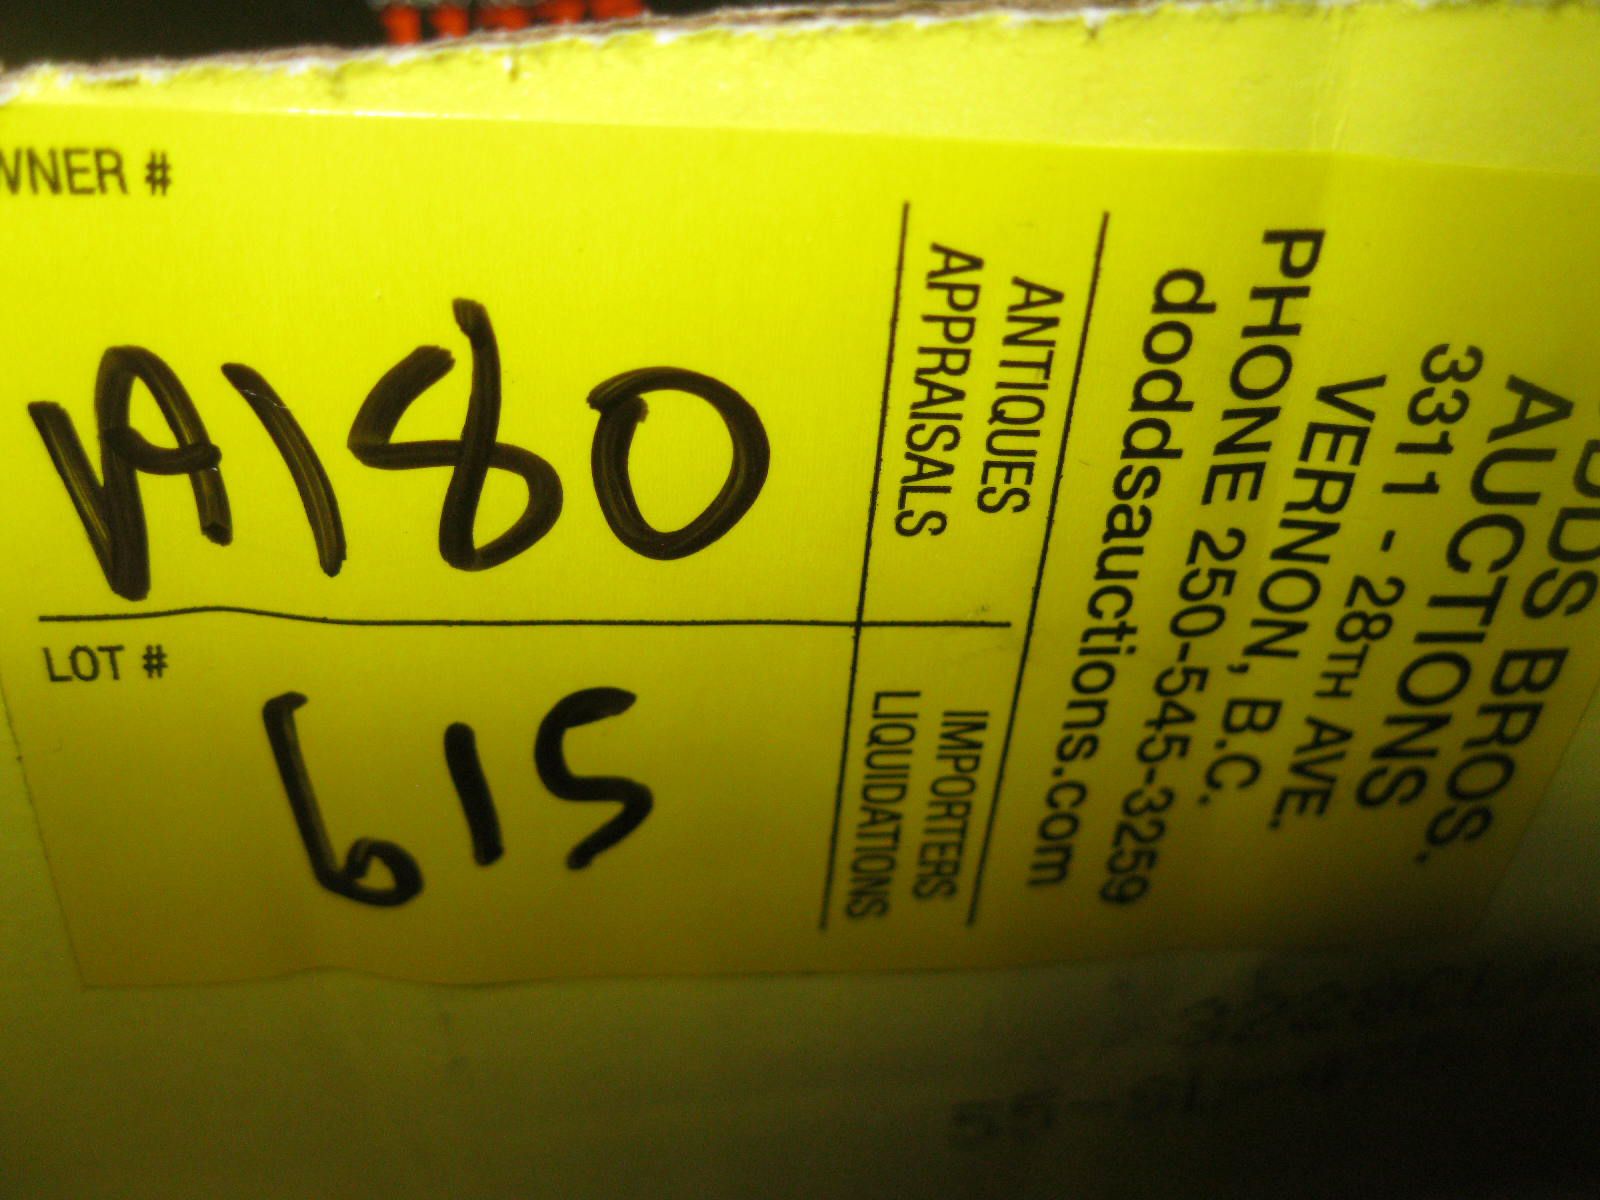 WNER #
A180
LOT #
615
ANTIQUES
APPRAISALS
IMPORTERS
LIQUIDATIONS
DDS BROS.
AUCTIONS
3311 - 28TH AVE.
VERNON, B.C.
PHONE 250-545-3259
doddsauctions.com